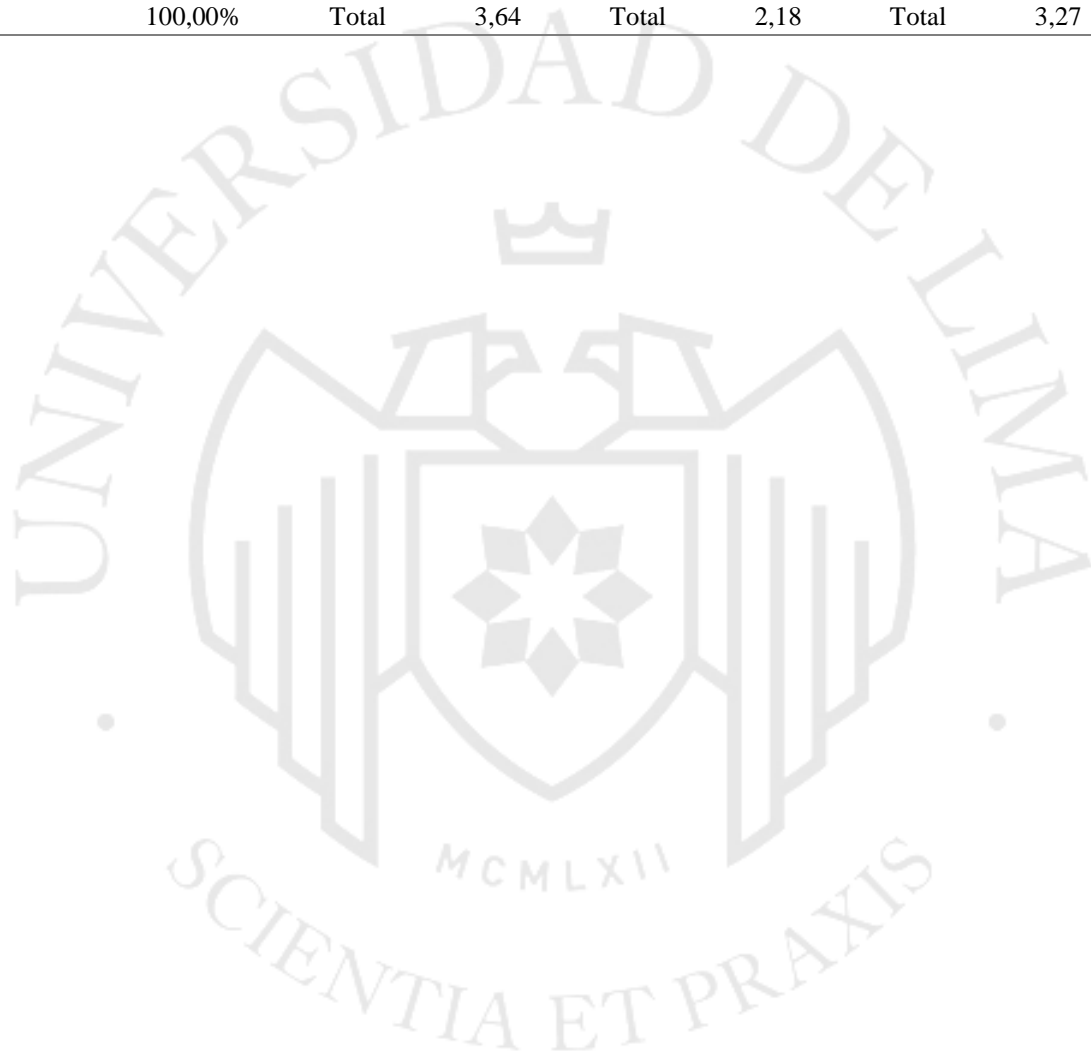 100,00% Total 3,64 Total 2,18 Total 3,27
UNIVERSIDAD DE LIMA
MCMLXII
SCIENTIA ET PRAXIS